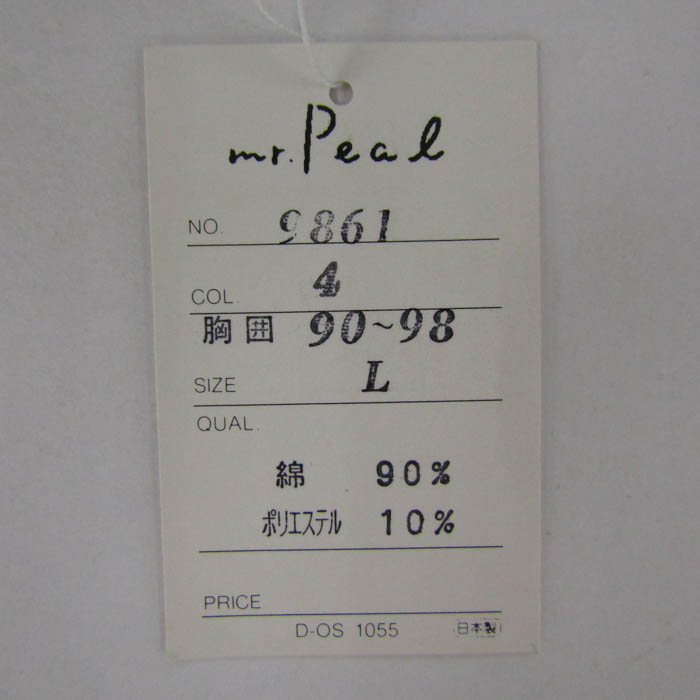 mr. Peal
NO. 9861
COL. 4
胸囲 90~98
SIZE L
QUAL.
綿 90%
ポリエステル 10%
PRICE
D-OS 1055 日本製